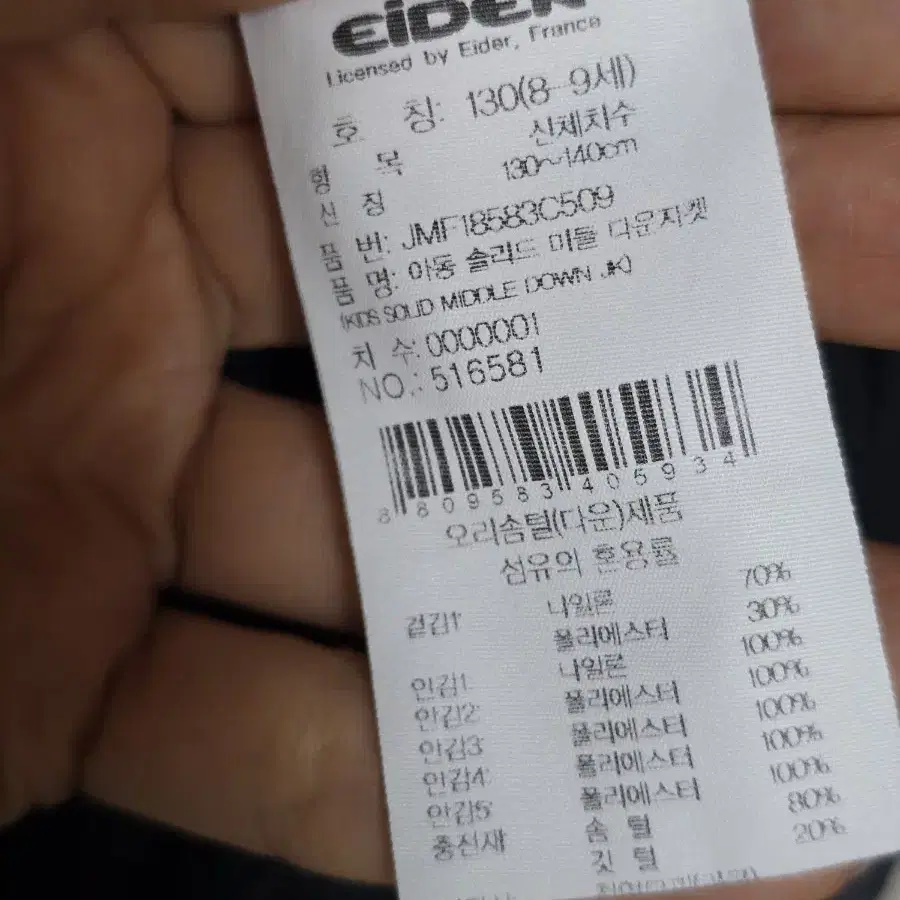 EIDER
Licensed by Eider, France
호 칭: 130(8-9세)
항 목 신체치수
신 장 130~140cm
품 번: JMF18583C509
품 명: 아동 솔리드 미들 다운자켓
(KIDS SOLID MIDDLE DOWN JK)
차 수: 0000001
NO.: 516581
8809583405934
오리솜털(다운)제품
섬유의 혼용률
겉감1 나일론 70%
폴리에스터 30%
안감1 나일론 100%
안감2 폴리에스터 100%
안감3 폴리에스터 100%
안감4 폴리에스터 100%
안감5 폴리에스터 100%
충전재 솜 털 80%
깃 털 20%